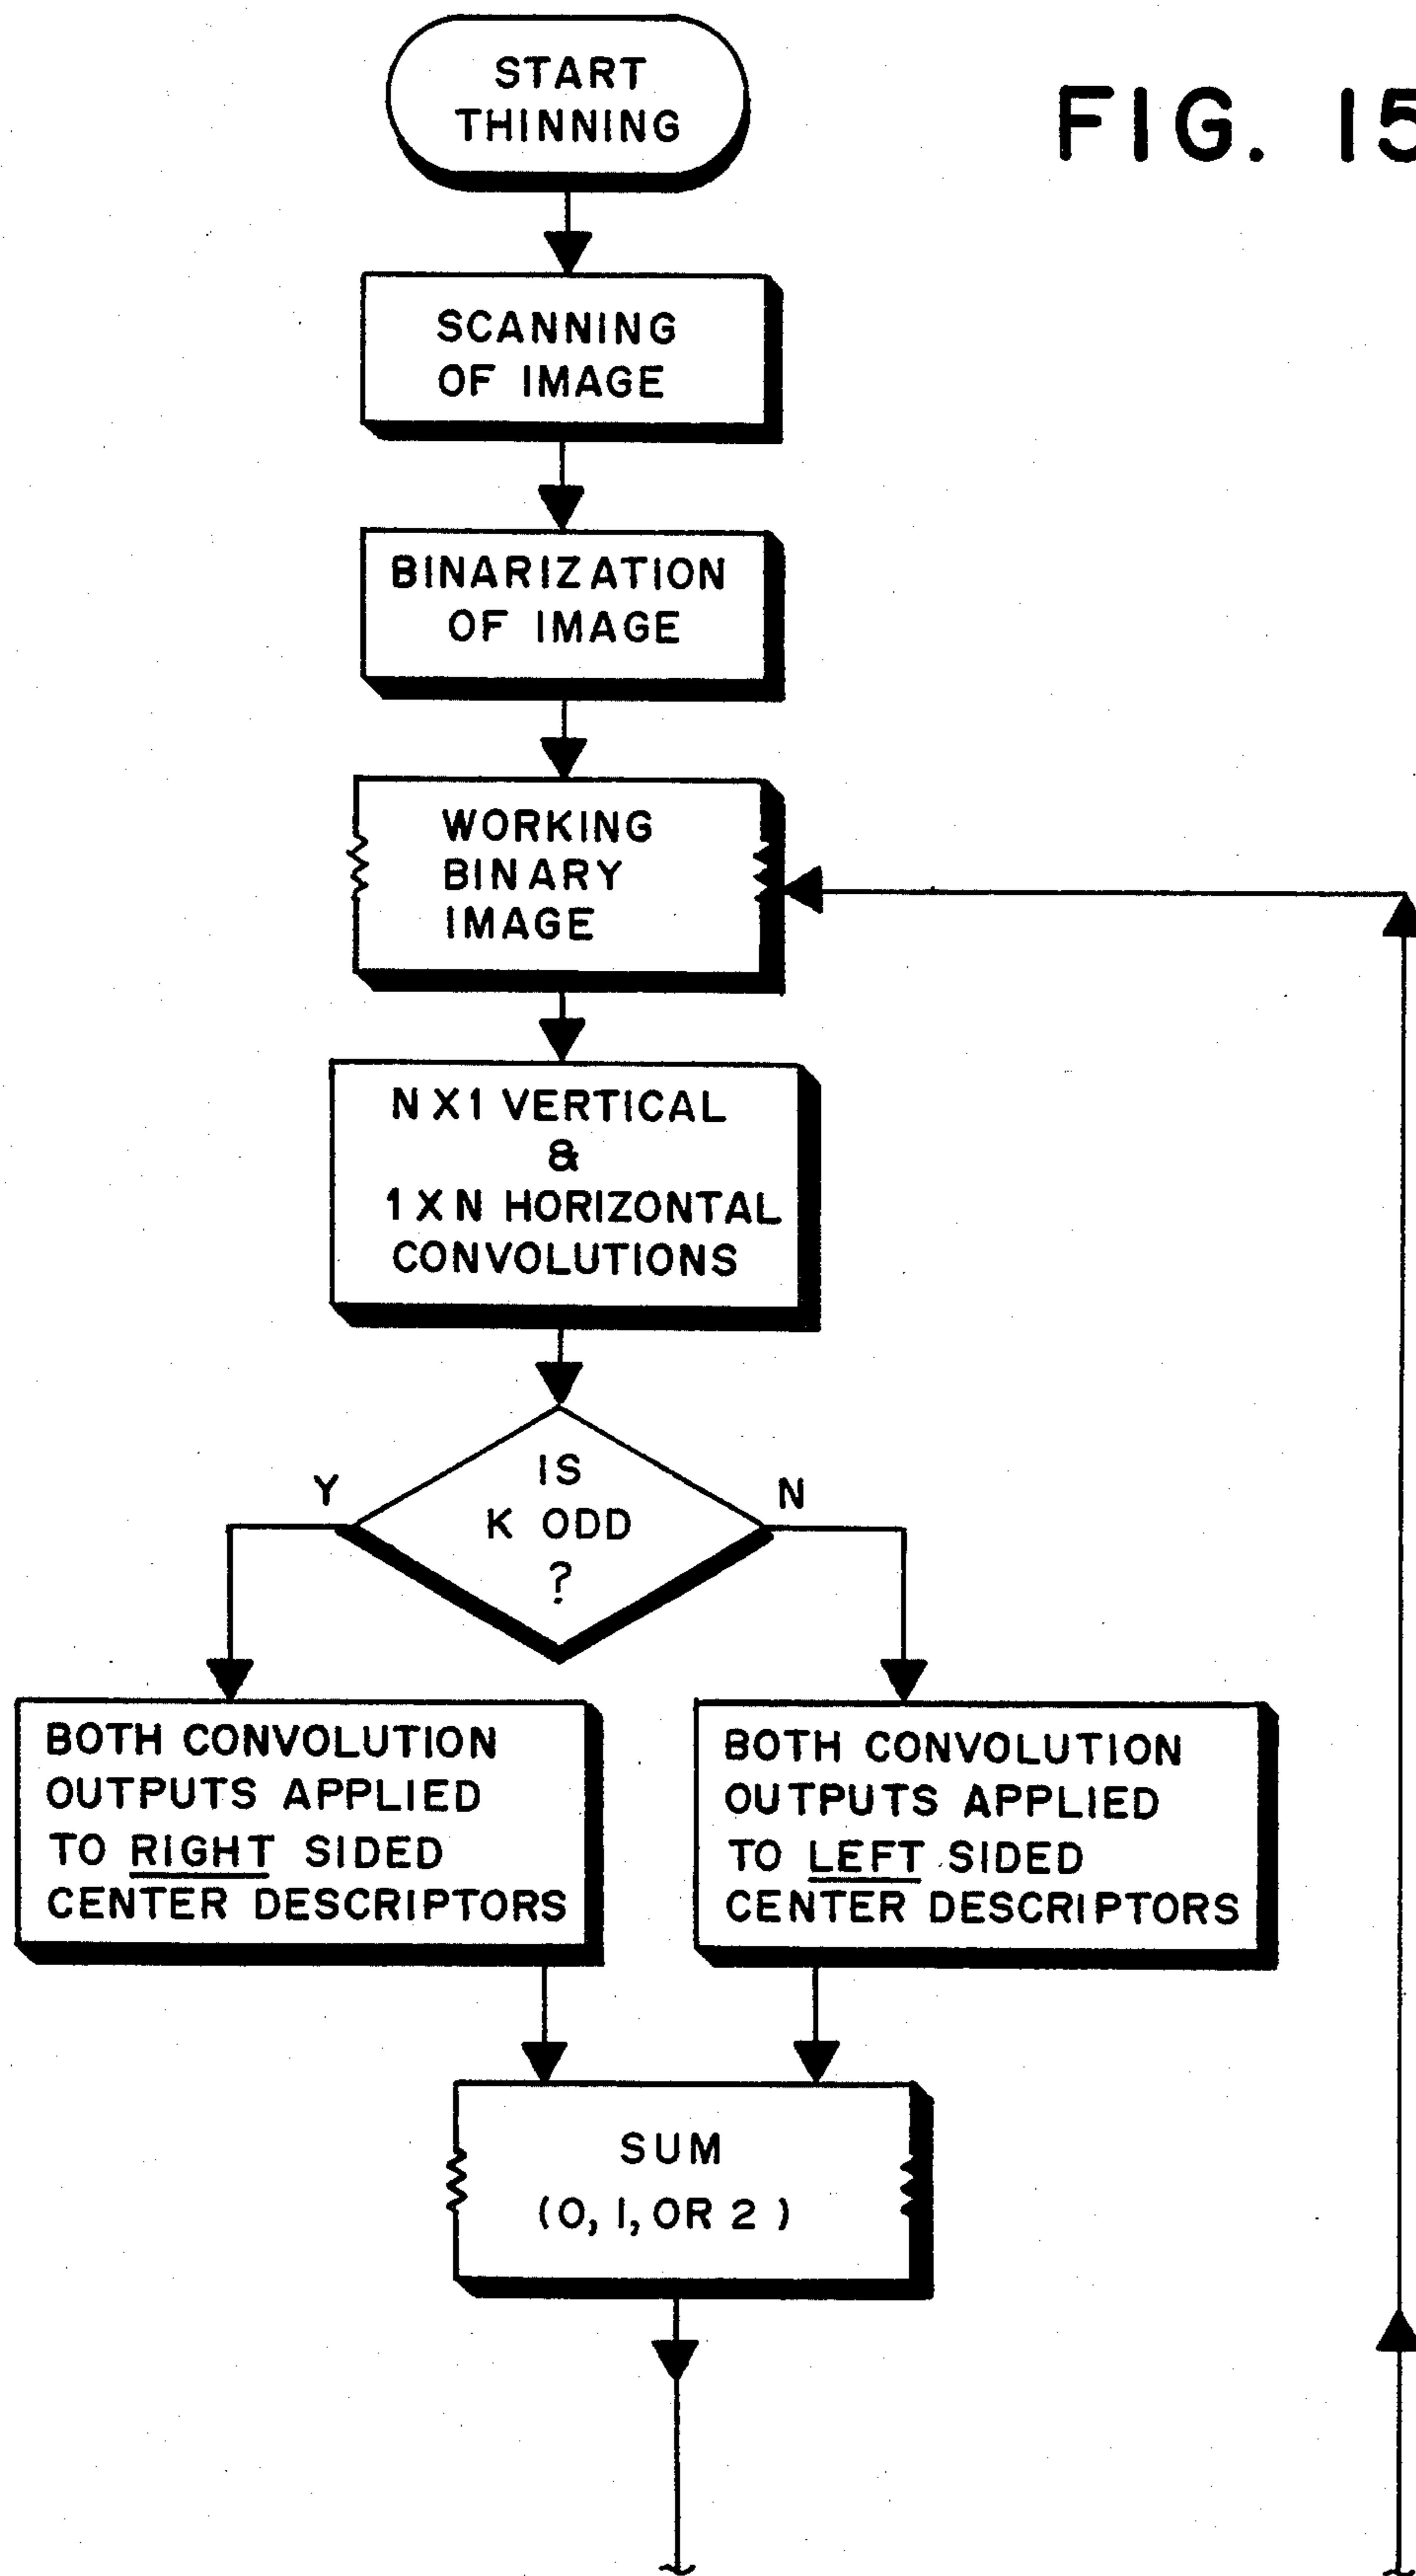 START
THINNING
FIG. 15
SCANNING
OF IMAGE
BINARIZATION
OF IMAGE
WORKING
BINARY
IMAGE
N X 1 VERTICAL
&
1 X N HORIZONTAL
CONVOLUTIONS
IS
K ODD
?
Y
N
BOTH CONVOLUTION
OUTPUTS APPLIED
TO RIGHT SIDED
CENTER DESCRIPTORS
BOTH CONVOLUTION
OUTPUTS APPLIED
TO LEFT SIDED
CENTER DESCRIPTORS
SUM
(0, 1, OR 2)